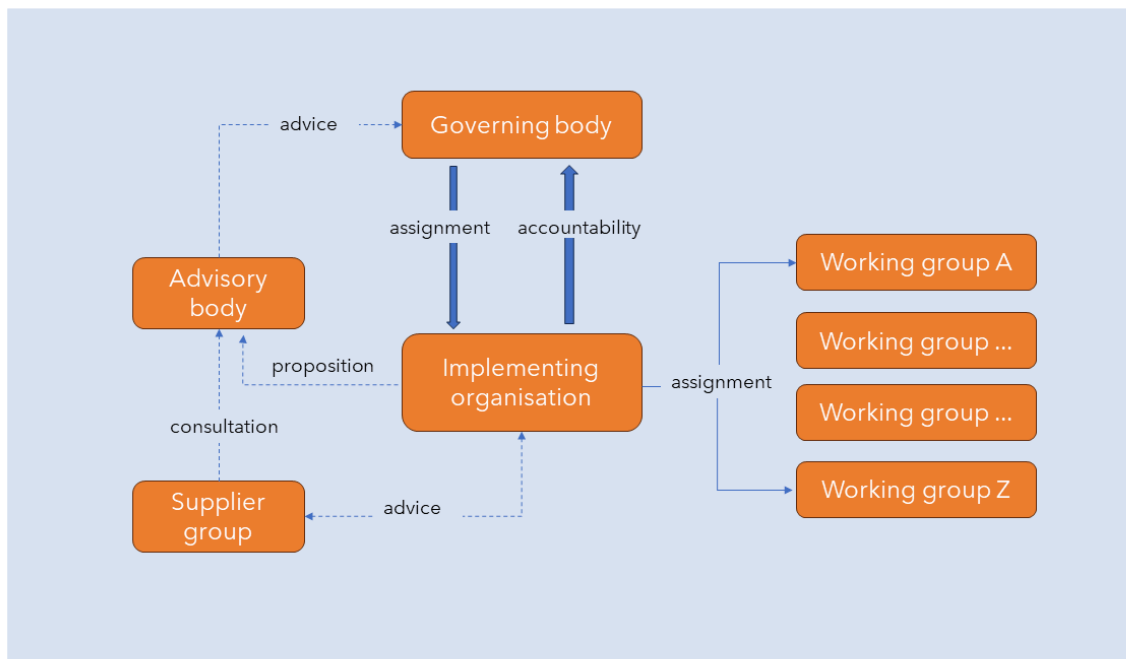 advice
Governing body
assignment
accountability
Advisory
body
Working group A
proposition
Implementing
organisation
Working group ...
assignment
Working group ...
consultation
Supplier
group
advice
Working group Z